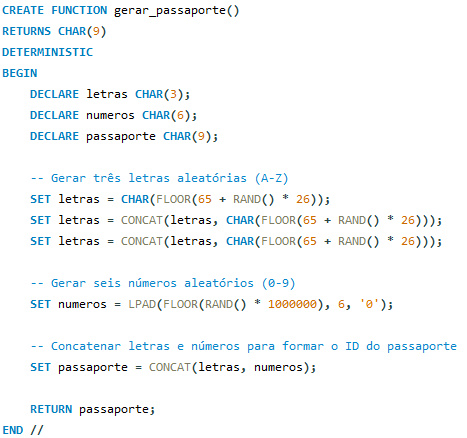 CREATE FUNCTION gerar_passaporte()
RETURNS CHAR(9)
DETERMINISTIC
BEGIN
    DECLARE letras CHAR(3);
    DECLARE numeros CHAR(6);
    DECLARE passaporte CHAR(9);

    -- Gerar três letras aleatórias (A-Z)
    SET letras = CHAR(FLOOR(65 + RAND() * 26));
    SET letras = CONCAT(letras, CHAR(FLOOR(65 + RAND() * 26)));
    SET letras = CONCAT(letras, CHAR(FLOOR(65 + RAND() * 26)));

    -- Gerar seis números aleatórios (0-9)
    SET numeros = LPAD(FLOOR(RAND() * 1000000), 6, '0');

    -- Concatenar letras e números para formar o ID do passaporte
    SET passaporte = CONCAT(letras, numeros);

    RETURN passaporte;
END //